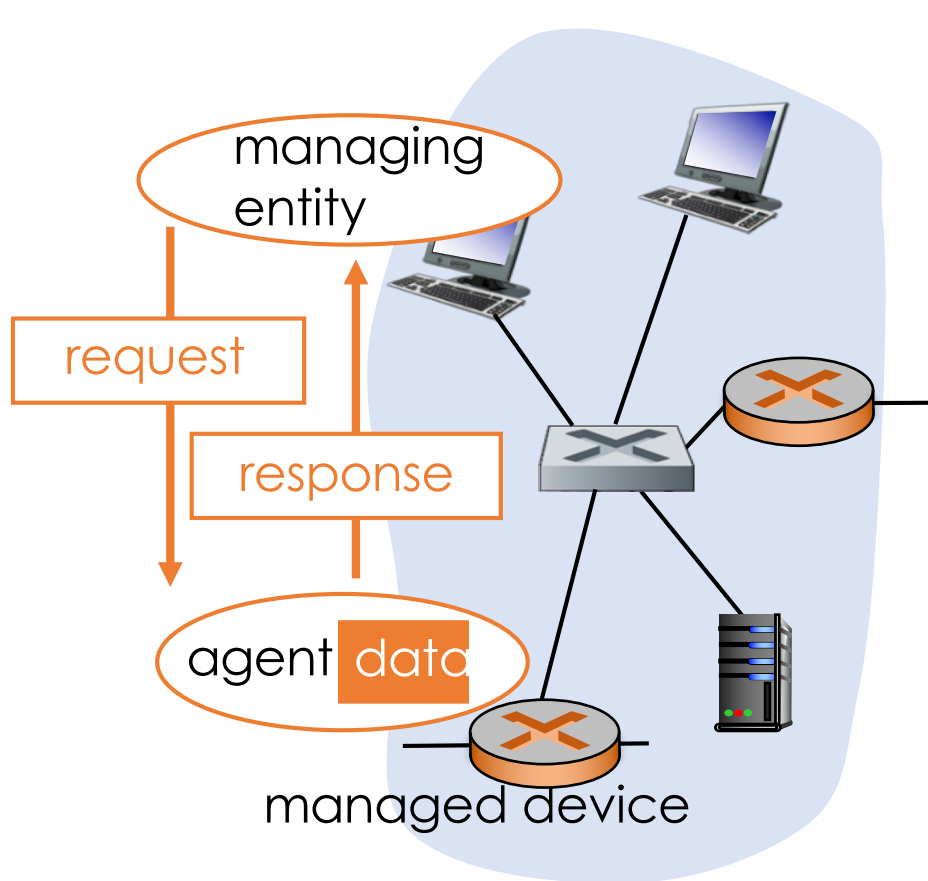 managing
entity
request
response
agent data
managed device